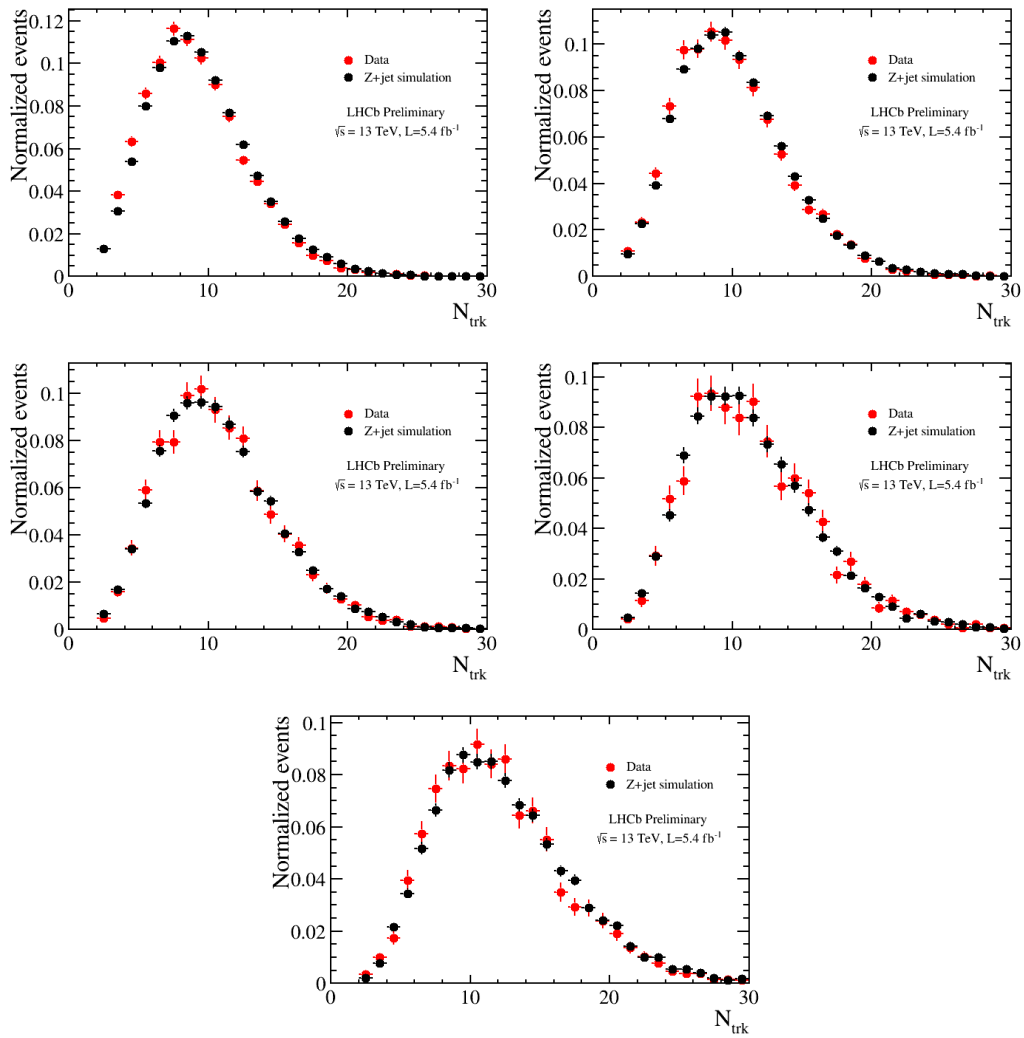 Normalized events
0.12
0.1
0.08
0.06
0.04
0.02
0
0 10 20 30
N_trk
Data
Z+jet simulation
LHCb Preliminary
√s = 13 TeV, L=5.4 fb⁻¹
Normalized events
0.1
0.08
0.06
0.04
0.02
0
0 10 20 30
N_trk
Data
Z+jet simulation
LHCb Preliminary
√s = 13 TeV, L=5.4 fb⁻¹
Normalized events
0.1
0.08
0.06
0.04
0.02
0
0 10 20 30
N_trk
Data
Z+jet simulation
LHCb Preliminary
√s = 13 TeV, L=5.4 fb⁻¹
Normalized events
0.1
0.08
0.06
0.04
0.02
0
0 10 20 30
N_trk
Data
Z+jet simulation
LHCb Preliminary
√s = 13 TeV, L=5.4 fb⁻¹
Normalized events
0.1
0.08
0.06
0.04
0.02
0
0 10 20 30
N_trk
Data
Z+jet simulation
LHCb Preliminary
√s = 13 TeV, L=5.4 fb⁻¹